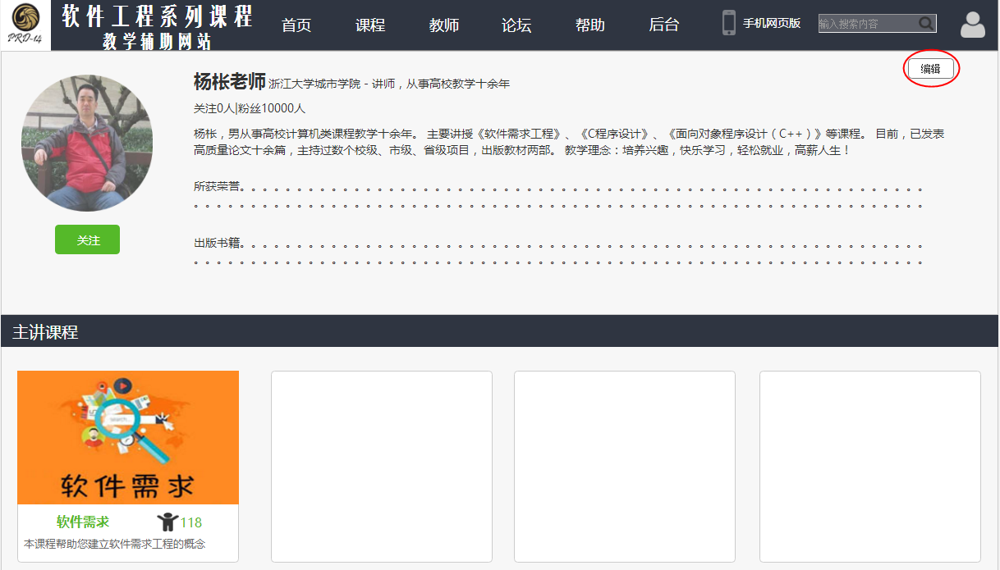 PRD-14
软件工程系列课程
教学辅助网站
首页 课程 教师 论坛 帮助 后台 手机网页版 输入搜索内容
编辑
杨枨老师 浙江大学城市学院 - 讲师，从事高校教学十余年
关注0人|粉丝10000人
杨枨，男从事高校计算机类课程教学十余年。 主要讲授《软件需求工程》、《C程序设计》、《面向对象程序设计（C++）》等课程。 目前，已发表
高质量论文十余篇，主持过数个校级、市级、省级项目，出版教材两部。 教学理念：培养兴趣，快乐学习，轻松就业，高薪人生！
所获荣誉。。。。。。。。。。。。。。。。。。。。。。。。。。。。。。。。。。。。。。。。。。。。。。。。。。。。。。。。。。。
。。。。。。。。。。。。。。。。。。。。。。。。。。。。。。。。。。。。。。。。。。。。。。。。。。。。。。。。。。。。。。。
出版书籍。。。。。。。。。。。。。。。。。。。。。。。。。。。。。。。。。。。。。。。。。。。。。。。。。。。。。。。。。。。
。。。。。。。。。。。。。。。。。。。。。。。。。。。。。。。。。。。。。。。。。。。。。。。。。。。。。。。。。。。。。。。
关注
主讲课程
search...
软件需求
软件需求 118
本课程帮助您建立软件需求工程的概念